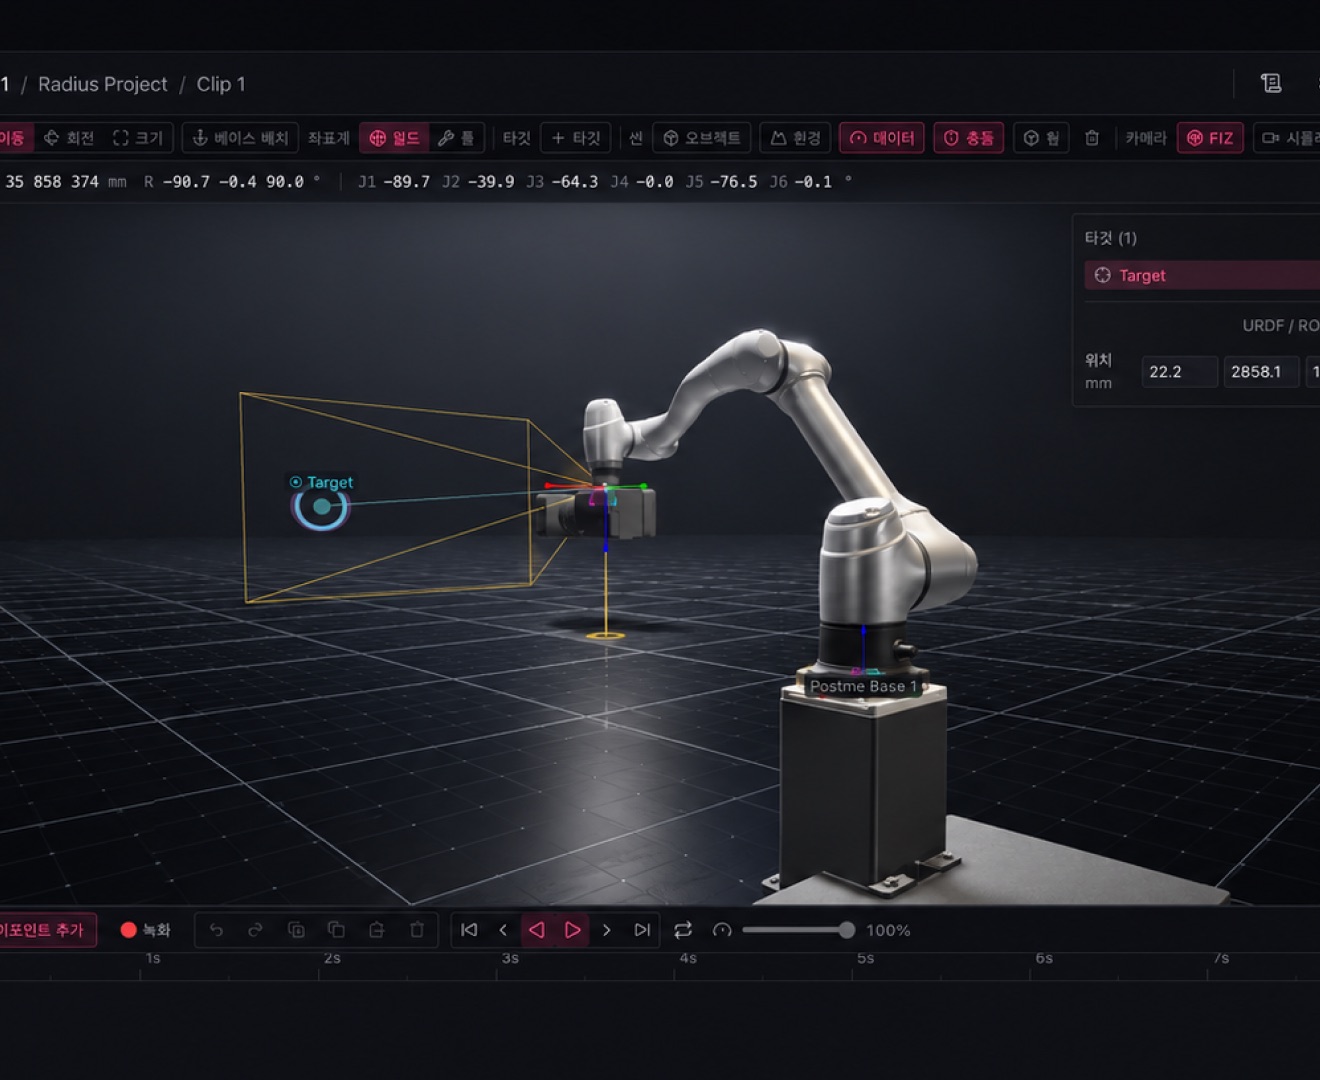 1 / Radius Project / Clip 1
이동 회전 크기 베이스 배치 좌표계 월드 툴 타깃 + 타깃 씬 오브젝트 환경 데이터 충돌 월 카메라 FIZ 시뮬
35 858 374 mm R -90.7 -0.4 90.0 ° J1 -89.7 J2 -39.9 J3 -64.3 J4 -0.0 J5 -76.5 J6 -0.1 °
타깃 (1)
Target
URDF / RO
위치
mm
22.2 2858.1 1
Target
Postme Base 1
이포인트 추가 녹화 100%
1s 2s 3s 4s 5s 6s 7s